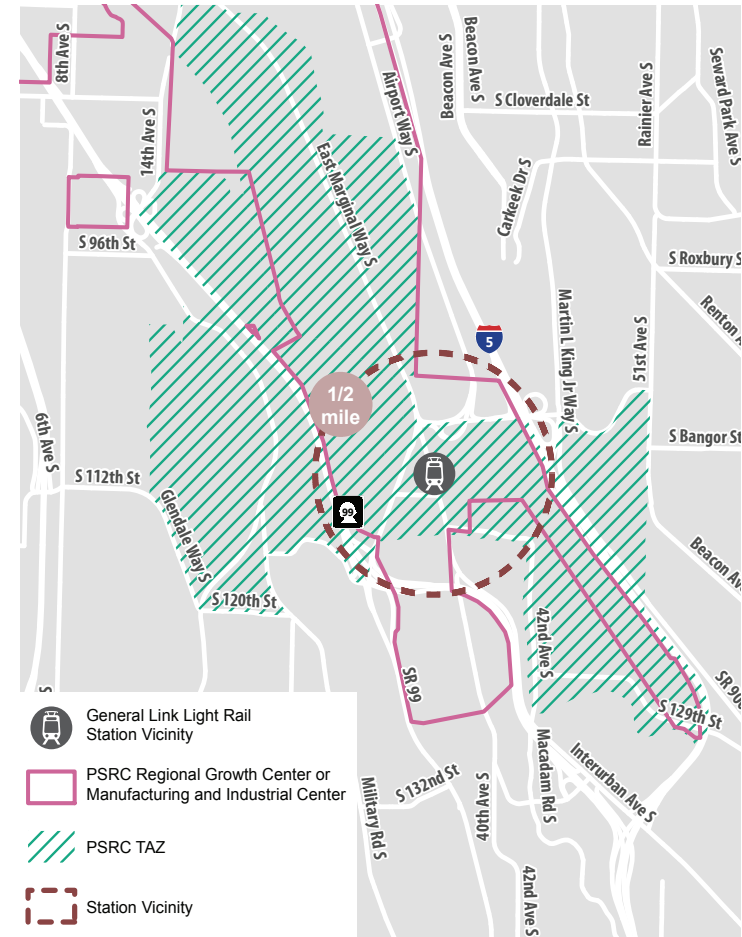 8th Ave S
14th Ave S
S 96th St
Airport Way S
Beacon Ave S
Beacon Ave S
S Cloverdale St
Rainier Ave S
Seward Park Ave S
East Marginal Way S
Carkeek Dr S
S Roxbury S
Renton A
Martin L King Jr Way S
51st Ave S
5
1/2
mile
S Bangor St
6th Ave S
S 112th St
Glendale Way S
99
S 120th St
Beacon Av
42nd Ave S
SR 99
SR 900
S 129th St
S
Macadam Rd S
Interurban Ave S
Military Rd S
S 132nd St
40th Ave S
42nd Ave S
General Link Light Rail
Station Vicinity
PSRC Regional Growth Center or
Manufacturing and Industrial Center
PSRC TAZ
Station Vicinity